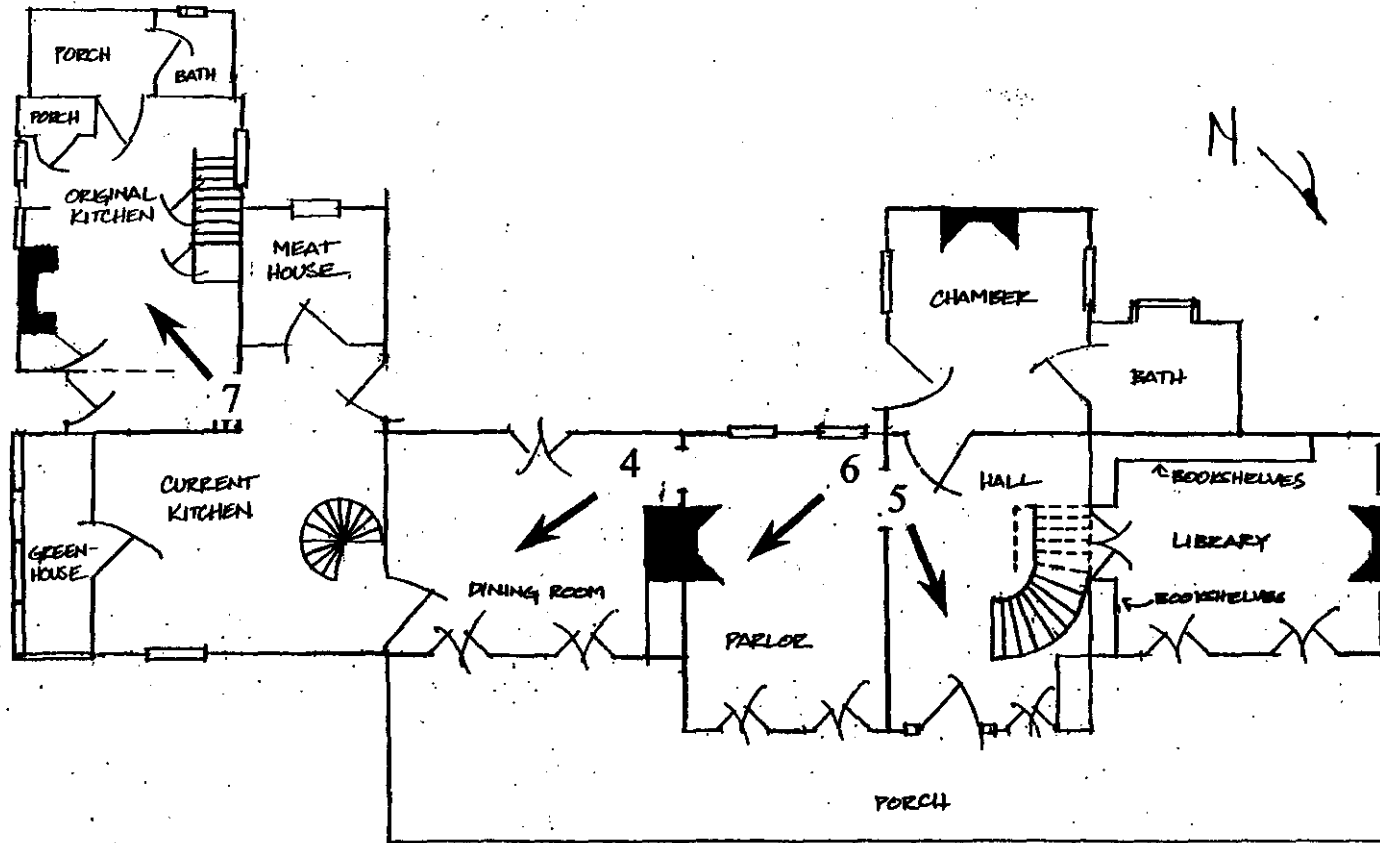 PORCH
BATH
PORCH
N
ORIGINAL
KITCHEN
MEAT
HOUSE
CHAMBER
BATH
7
4
6
5
HALL
BOOKSHELVES
CURRENT
KITCHEN
GREEN-
HOUSE
LIBRARY
DINING ROOM
BOOKSHELVES
PARLOR
PORCH